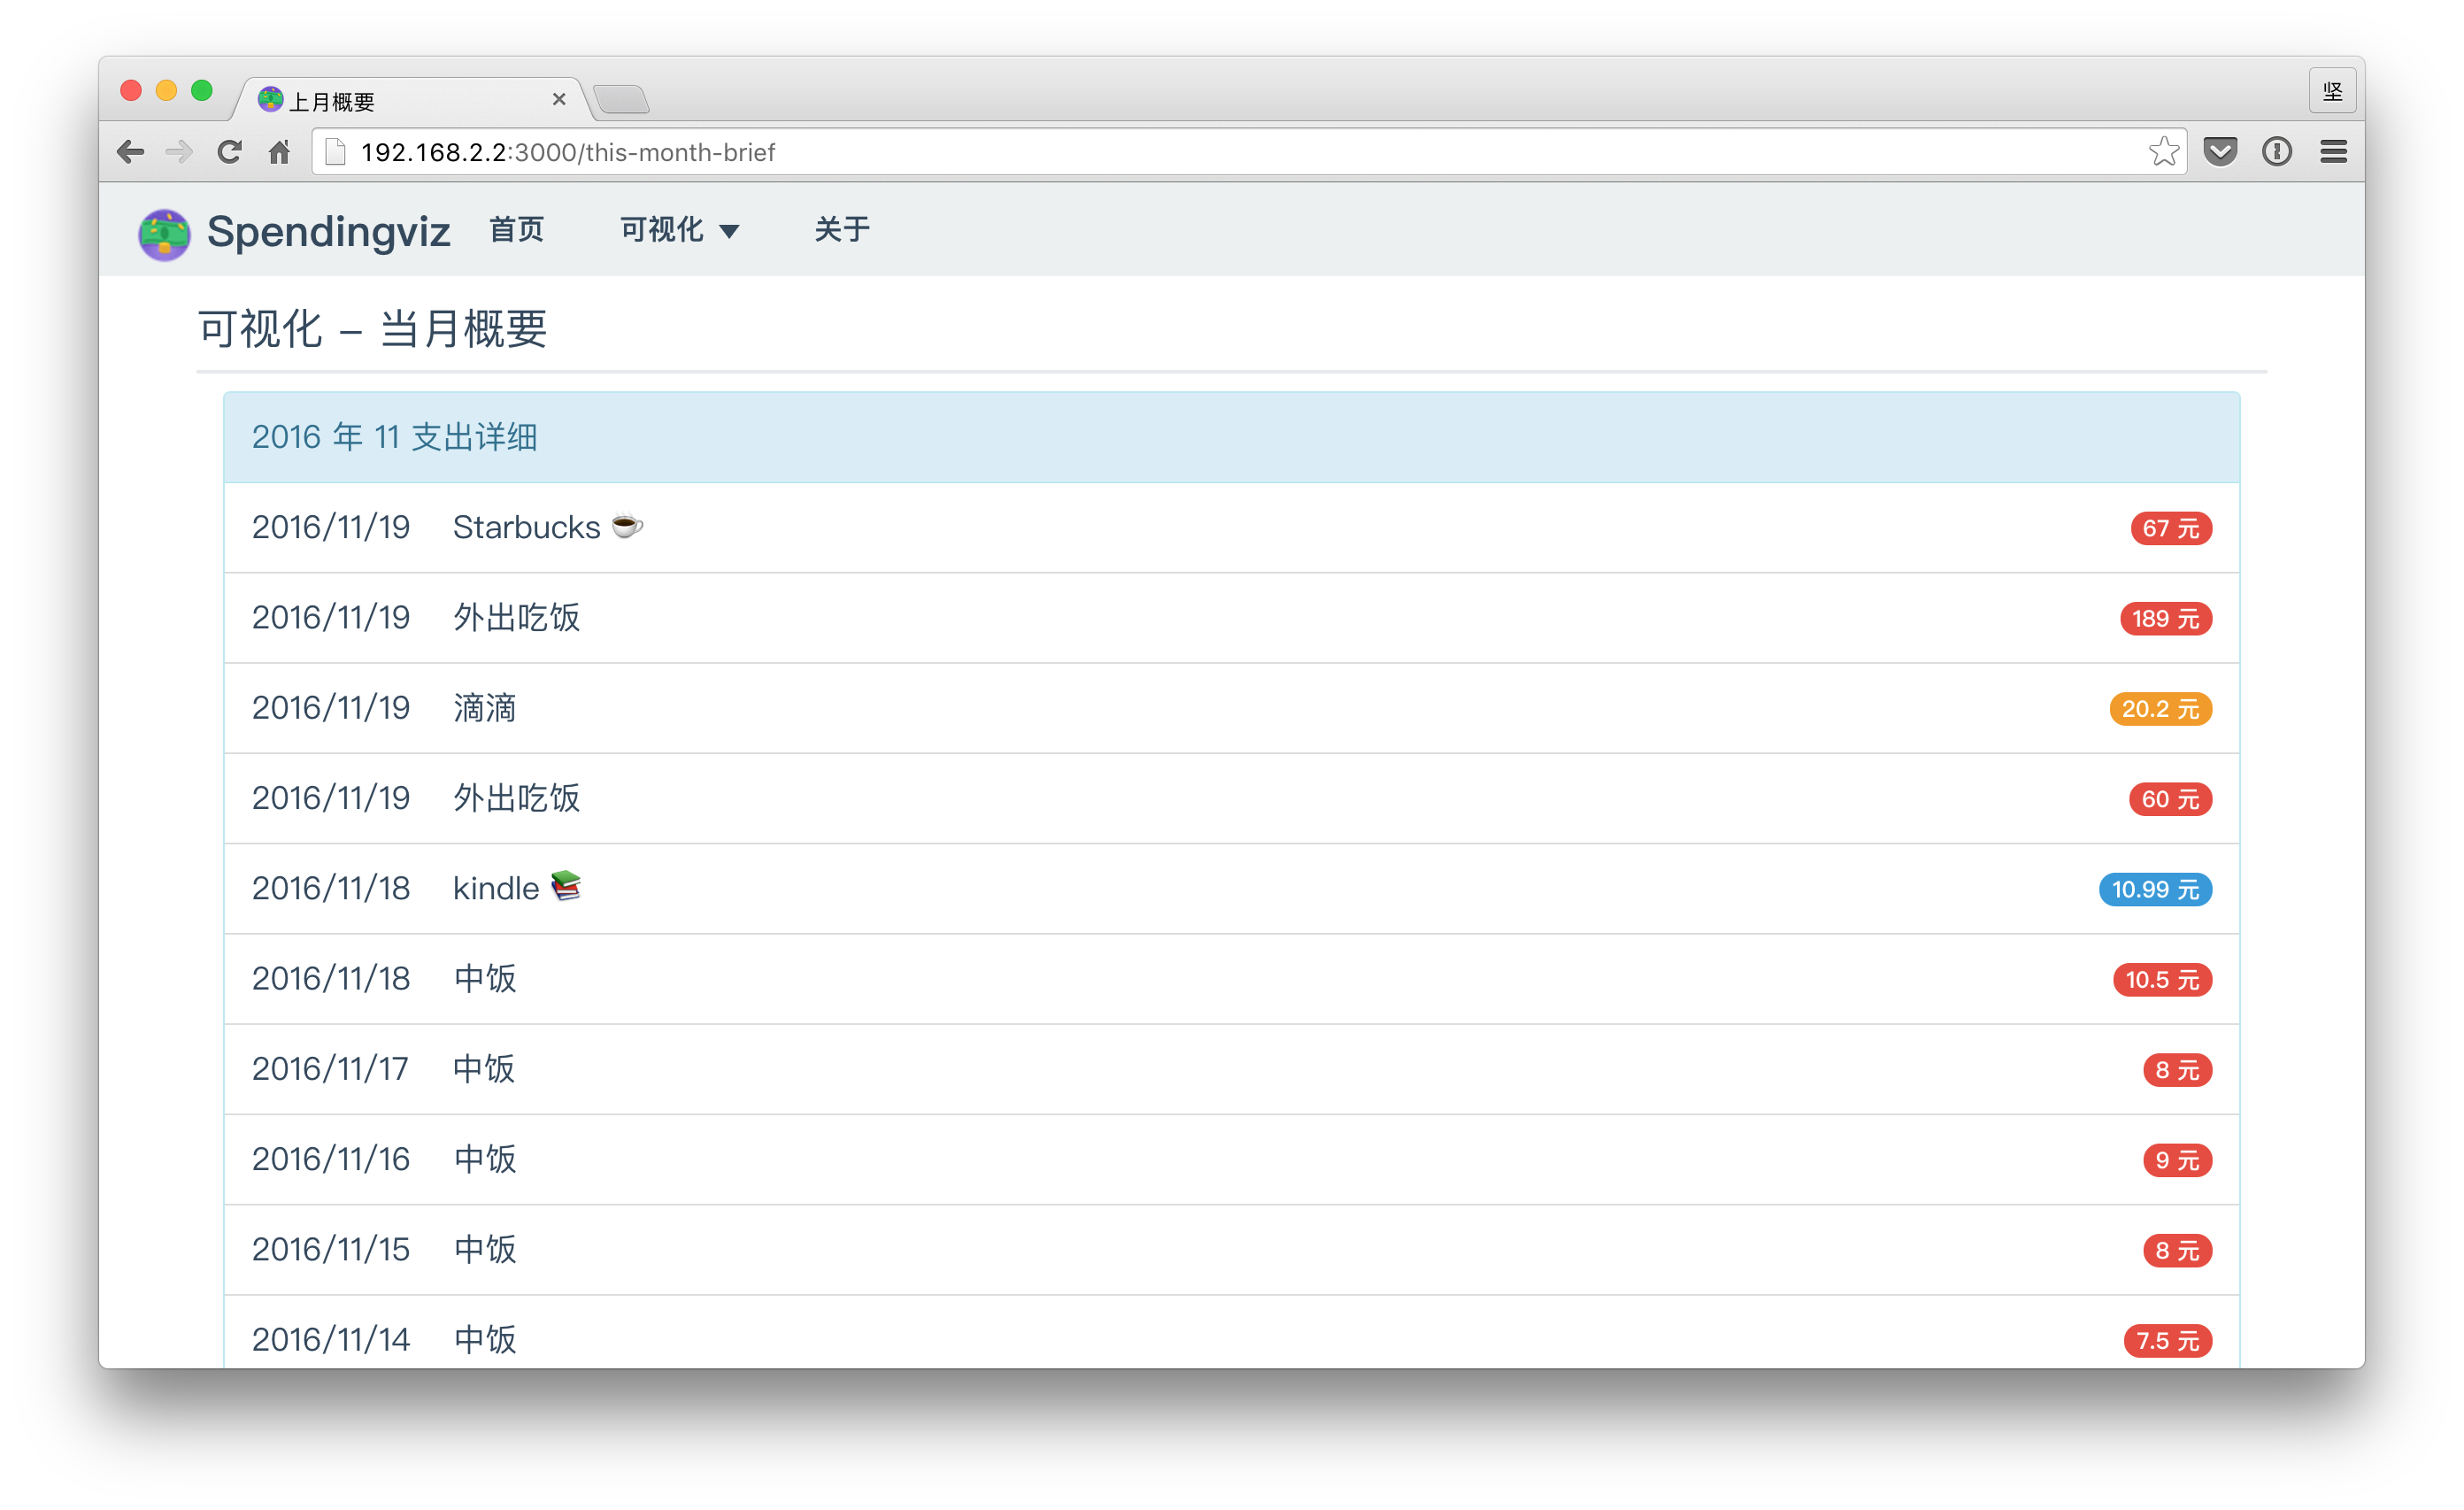 上月概要
坚
192.168.2.2:3000/this-month-brief
Spendingviz 首页 可视化 关于
可视化 – 当月概要
2016 年 11 支出详细
2016/11/19 Starbucks ☕ 67 元
2016/11/19 外出吃饭 189 元
2016/11/19 滴滴 20.2 元
2016/11/19 外出吃饭 60 元
2016/11/18 kindle 📚 10.99 元
2016/11/18 中饭 10.5 元
2016/11/17 中饭 8 元
2016/11/16 中饭 9 元
2016/11/15 中饭 8 元
2016/11/14 中饭 7.5 元